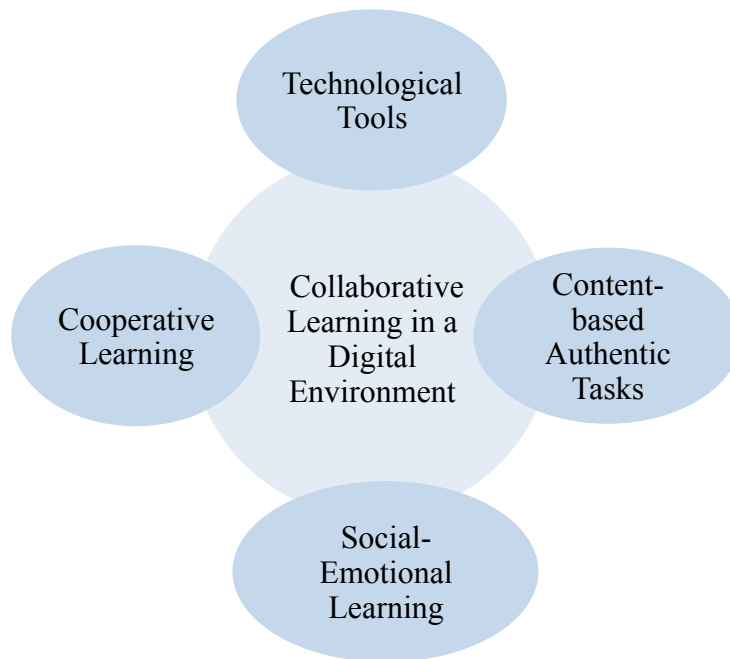 Technological
Tools
Cooperative
Learning
Collaborative
Learning in a
Digital
Environment
Content-
based
Authentic
Tasks
Social-
Emotional
Learning